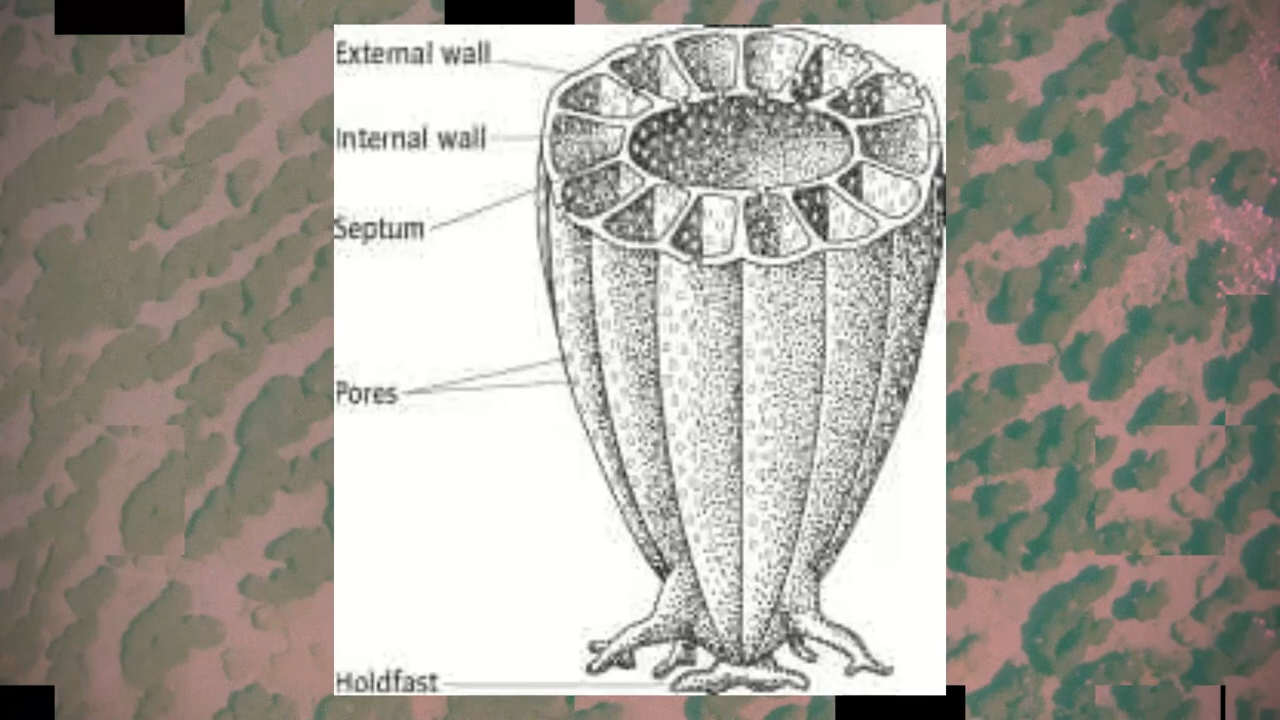 External wall
Internal wall
Septum
Pores
Holdfast